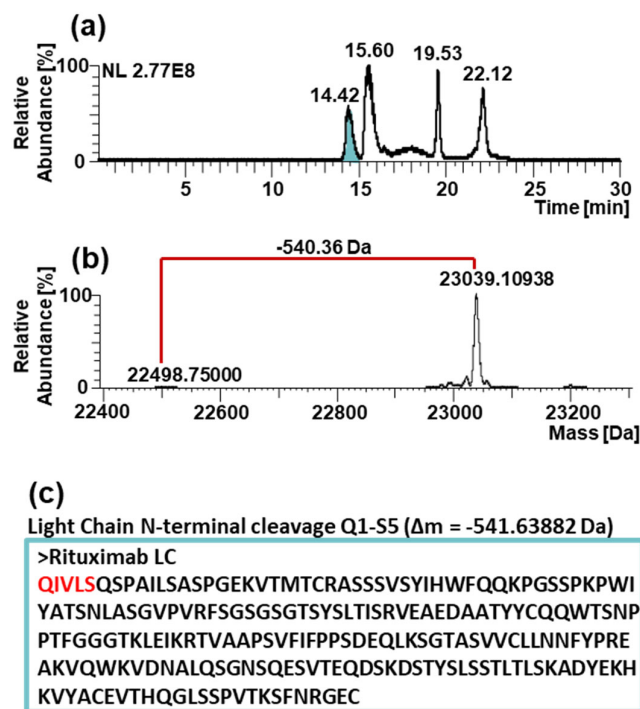 (a)
Relative Abundance [%]
100
0
NL 2.77E8
14.42
15.60
19.53
22.12
5
10
15
20
25
30
Time [min]
(b)
-540.36 Da
Relative Abundance [%]
100
0
23039.10938
22498.75000
22400
22600
22800
23000
23200
Mass [Da]
(c)
Light Chain N-terminal cleavage Q1-S5 (Δm = -541.63882 Da)
>Rituximab LC
QIVLSQSPAILSASPGEKVTMTCRASSSVSYIHWFQQKPGSSPKPWI
YATSNLASGVPVRFSGSGSGTSYSLTISRVEAEDAATYYCQQWTSNP
PTFGGGTKLEIKRTVAAPSVFIFPPSDEQLKSGTASVVCLLNNFYPRE
AKVQWKVDNALQSGNSQESVTEQDSKDSTYSLSSTLTLSKADYEKH
KVYACEVTHQGLSSPVTKSFNRGEC